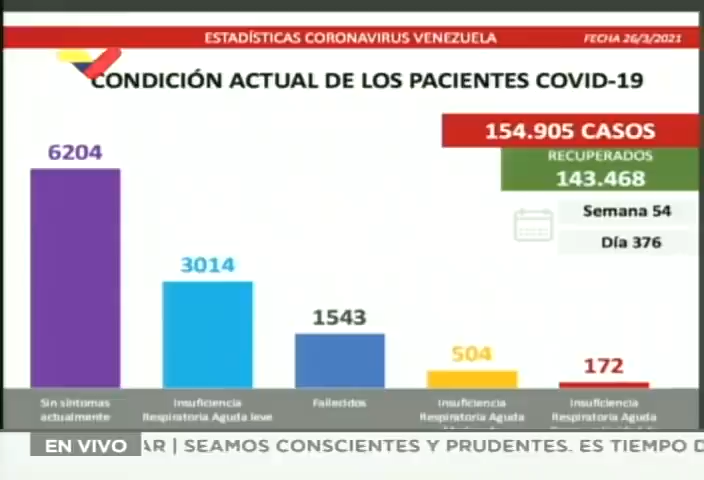 ESTADÍSTICAS CORONAVIRUS VENEZUELA
FECHA 26/3/2021
CONDICIÓN ACTUAL DE LOS PACIENTES COVID-19
154.905 CASOS
RECUPERADOS
143.468
Semana 54
Día 376
6204
3014
1543
504
172
Sin síntomas
actualmente
Insuficiencia
Respiratoria Aguda leve
Fallecidos
Insuficiencia
Respiratoria Aguda
Insuficiencia
Respiratoria Aguda
EN VIVO
AR | SEAMOS CONSCIENTES Y PRUDENTES. ES TIEMPO D